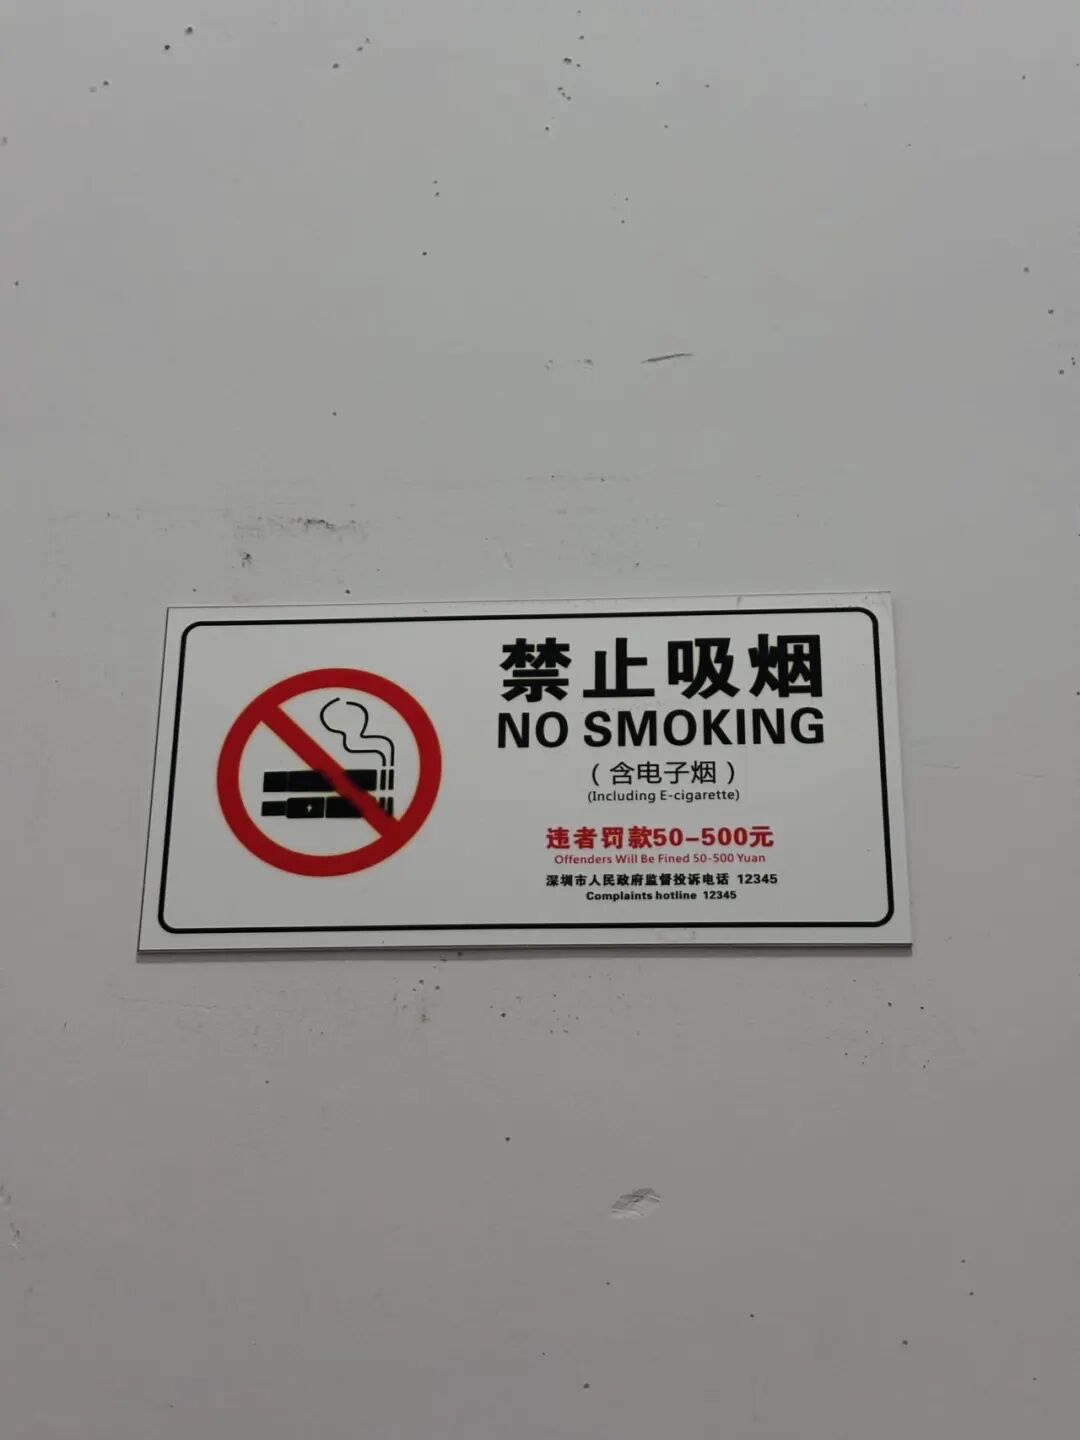 禁止吸烟
NO SMOKING
（含电子烟）
(Including E-cigarette)
违者罚款50-500元
Offenders Will Be Fined 50-500 Yuan
深圳市人民政府监督投诉电话 12345
Complaints hotline 12345